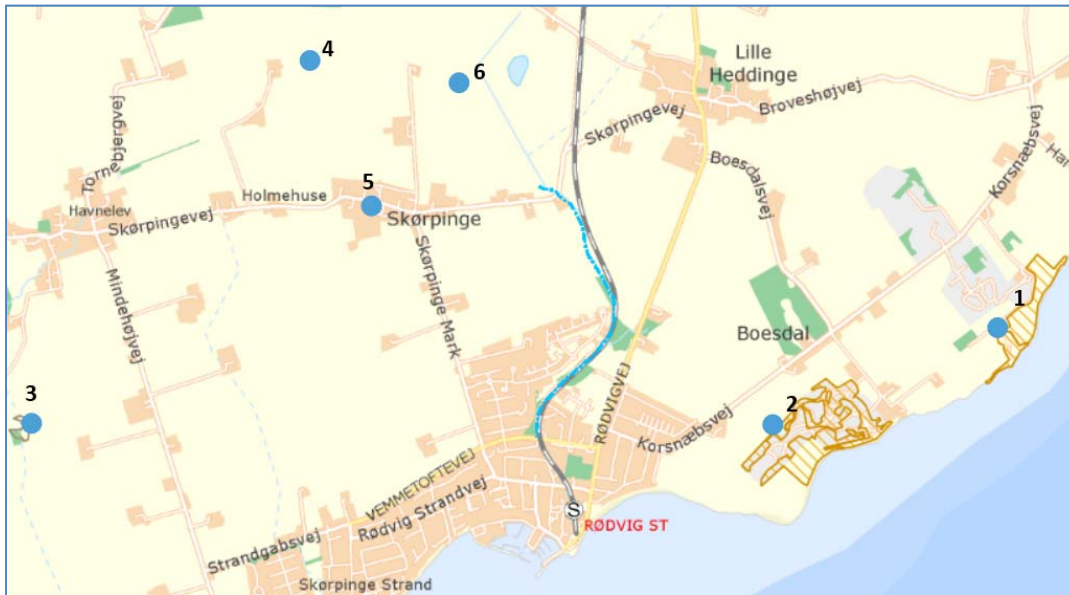 4
6
Lille
Heddinge
Broveshøjvej
Skørpingevej
Tornebjergvej
Boesdalsvej
Korsnæbsvej
Har
5
Holmehuse
Havnelev
Skørpingevej
Skørpinge
Mindehøjvej
Skørpinge Mark
1
Boesdal
3
2
RØDVIGVEJ
Korsnæbsvej
VEMMETOFTEVEJ
Rødvig Strandvej
S
RØDVIG ST
Strandgabsvej
Skørpinge Strand